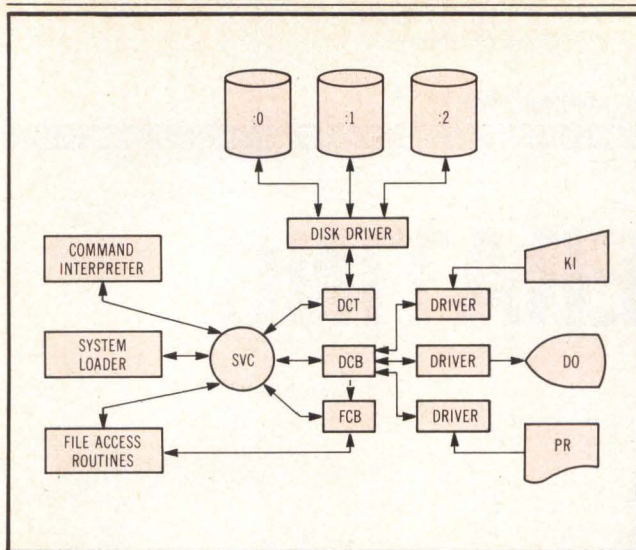 :0
:1
:2
DISK DRIVER
COMMAND
INTERPRETER
KI
DCT
DRIVER
SYSTEM
LOADER
SVC
DCB
DRIVER
DO
FCB
DRIVER
FILE ACCESS
ROUTINES
PR